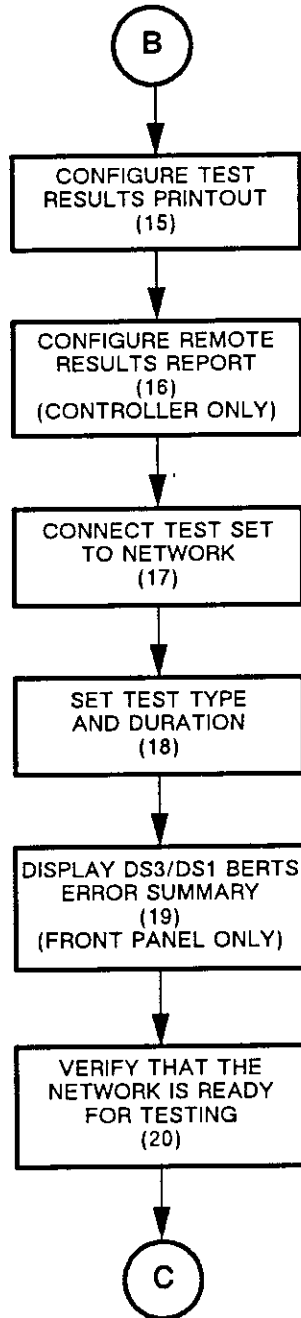 B
CONFIGURE TEST
RESULTS PRINTOUT
(15)
CONFIGURE REMOTE
RESULTS REPORT
(16)
(CONTROLLER ONLY)
CONNECT TEST SET
TO NETWORK
(17)
SET TEST TYPE
AND DURATION
(18)
DISPLAY DS3/DS1 BERTS
ERROR SUMMARY
(19)
(FRONT PANEL ONLY)
VERIFY THAT THE
NETWORK IS READY
FOR TESTING
(20)
C